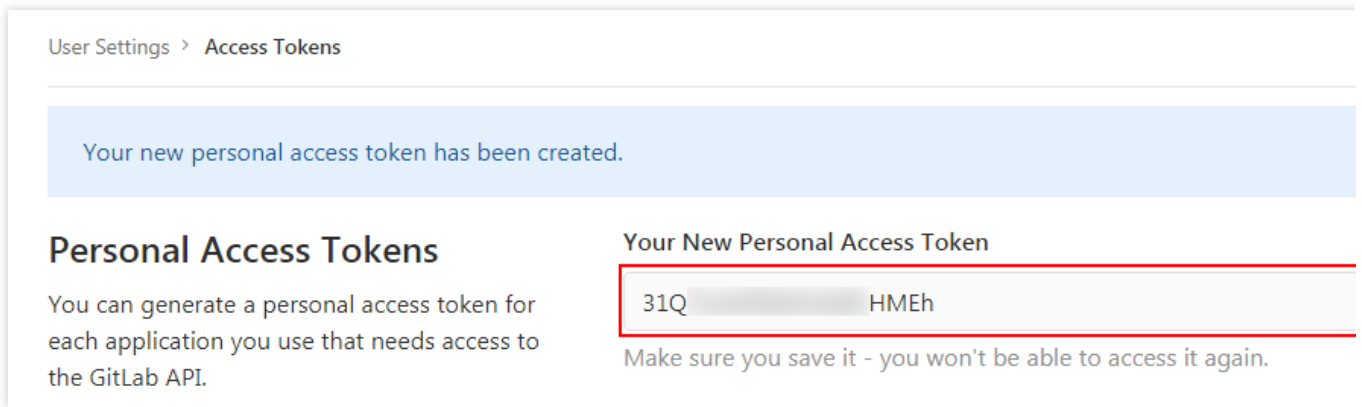 User Settings > Access Tokens
Your new personal access token has been created.
Personal Access Tokens
You can generate a personal access token for
each application you use that needs access to
the GitLab API.
Your New Personal Access Token
31Q HMEh
Make sure you save it - you won't be able to access it again.